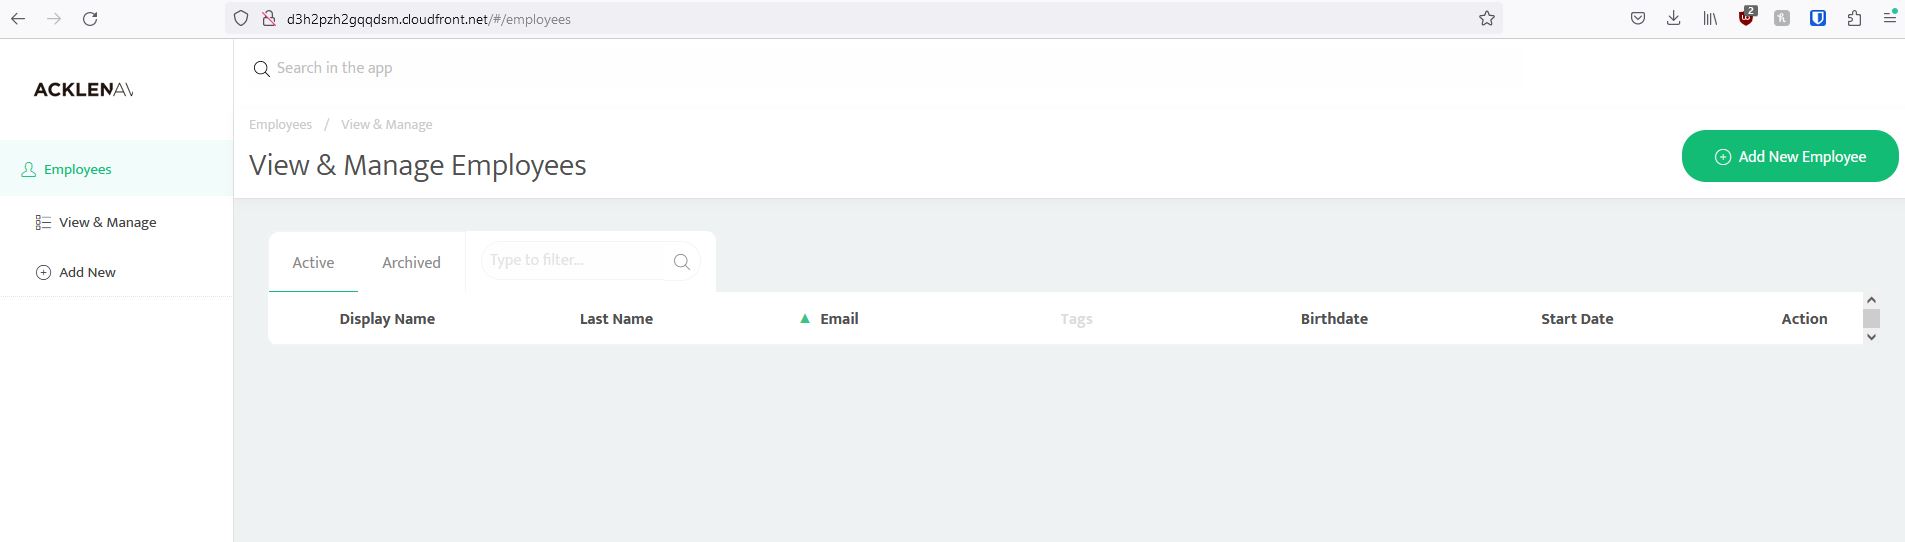 d3h2pzh2gqqdsm.cloudfront.net/#/employees
2
Search in the app
ACKLENAV
Employees / View & Manage
View & Manage Employees
Add New Employee
Employees
View & Manage
Add New
Active Archived Type to filter...
Display Name Last Name ▲ Email Tags Birthdate Start Date Action